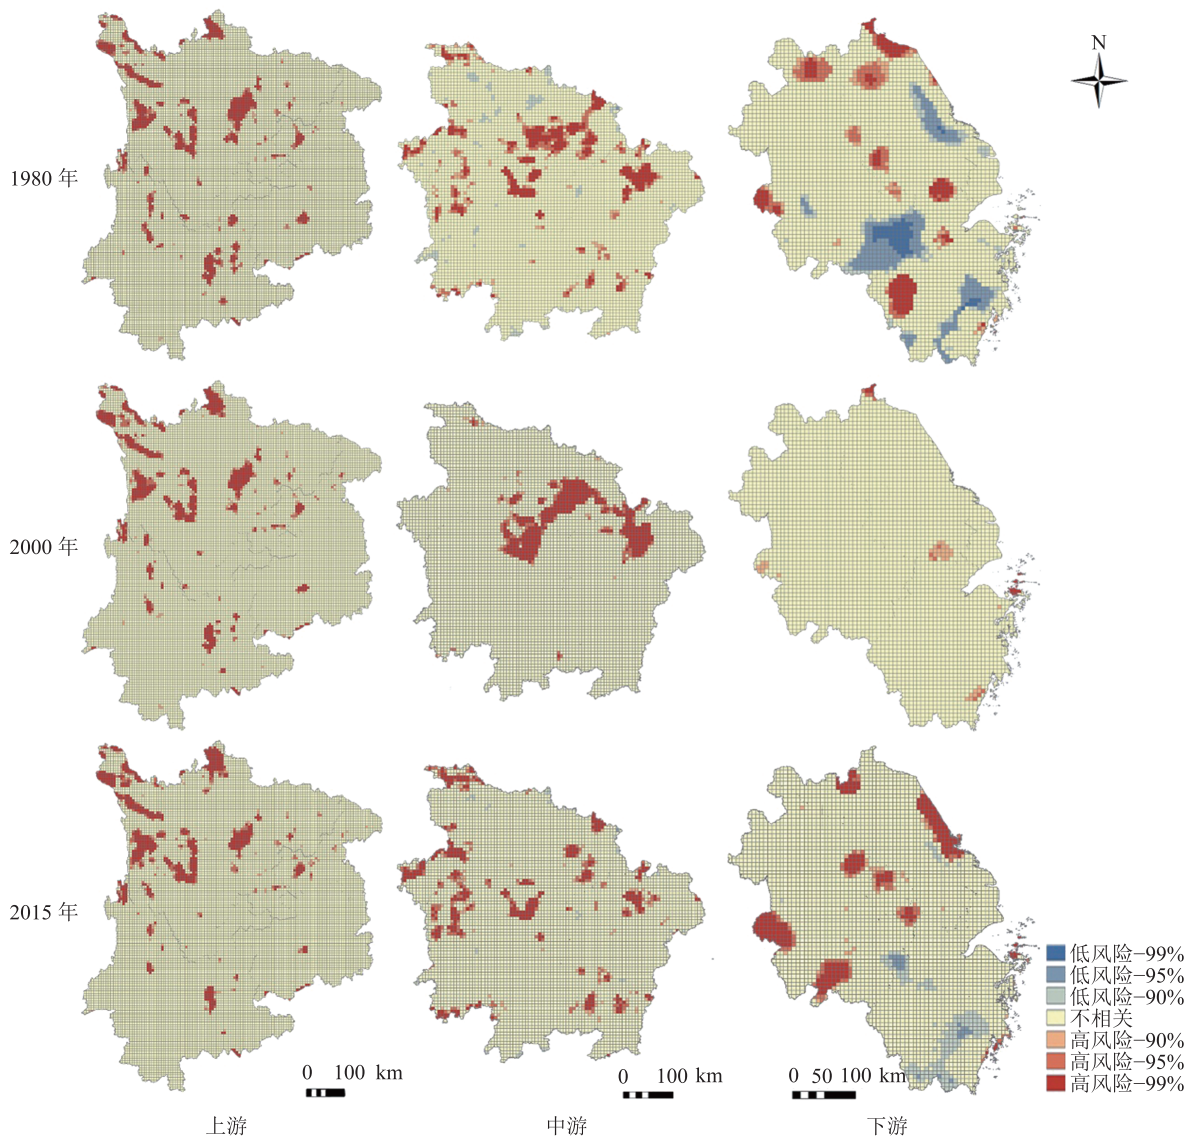 N
1980 年
2000 年
2015 年
低风险-99%
低风险-95%
低风险-90%
不相关
高风险-90%
高风险-95%
高风险-99%
0 100 km
0 100 km
0 50 100 km
上游
中游
下游